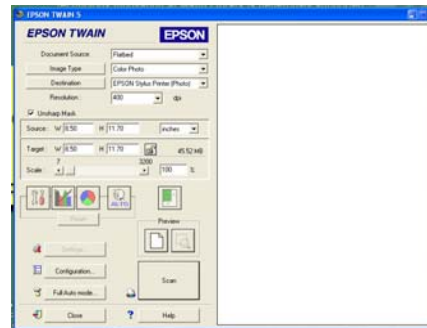 EPSON TWAIN 5
EPSON TWAIN EPSON
Document Source: Flatbed
Image Type Color Photo
Destination EPSON Stylus Printer (Photo)
Resolution: 400 dpi
Unsharp Mask
Source: W 8.50 H 11.70 inches
Target: W 8.50 H 11.70 45.52 MB
7 3200
Scale: 100 %
AUTO
Reset
Preview
Settings...
Configuration...
Full Auto mode...
Scan
Close Help